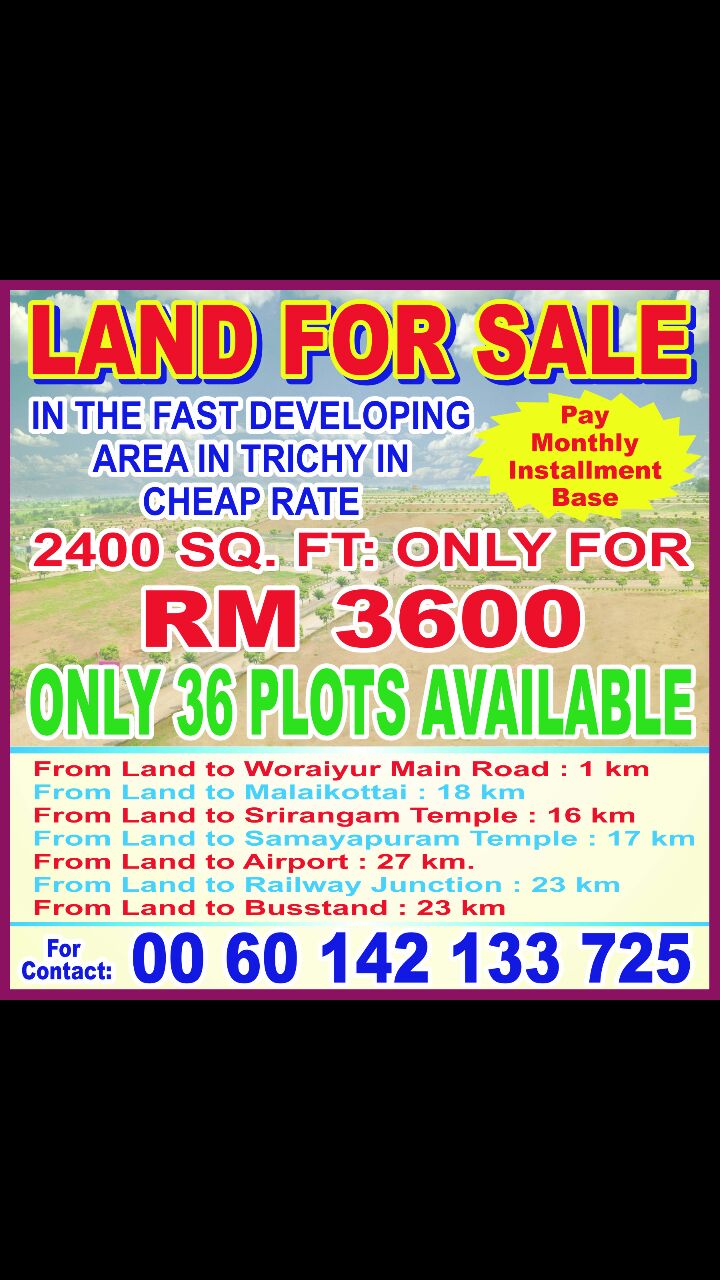 LAND FOR SALE
IN THE FAST DEVELOPING
AREA IN TRICHY IN
CHEAP RATE
Pay
Monthly
Installment
Base
2400 SQ. FT: ONLY FOR
RM 3600
ONLY 36 PLOTS AVAILABLE
From Land to Woraiyur Main Road : 1 km
From Land to Malaikottai : 18 km
From Land to Srirangam Temple : 16 km
From Land to Samayapuram Temple : 17 km
From Land to Airport : 27 km.
From Land to Railway Junction : 23 km
From Land to Busstand : 23 km
For
Contact: 00 60 142 133 725